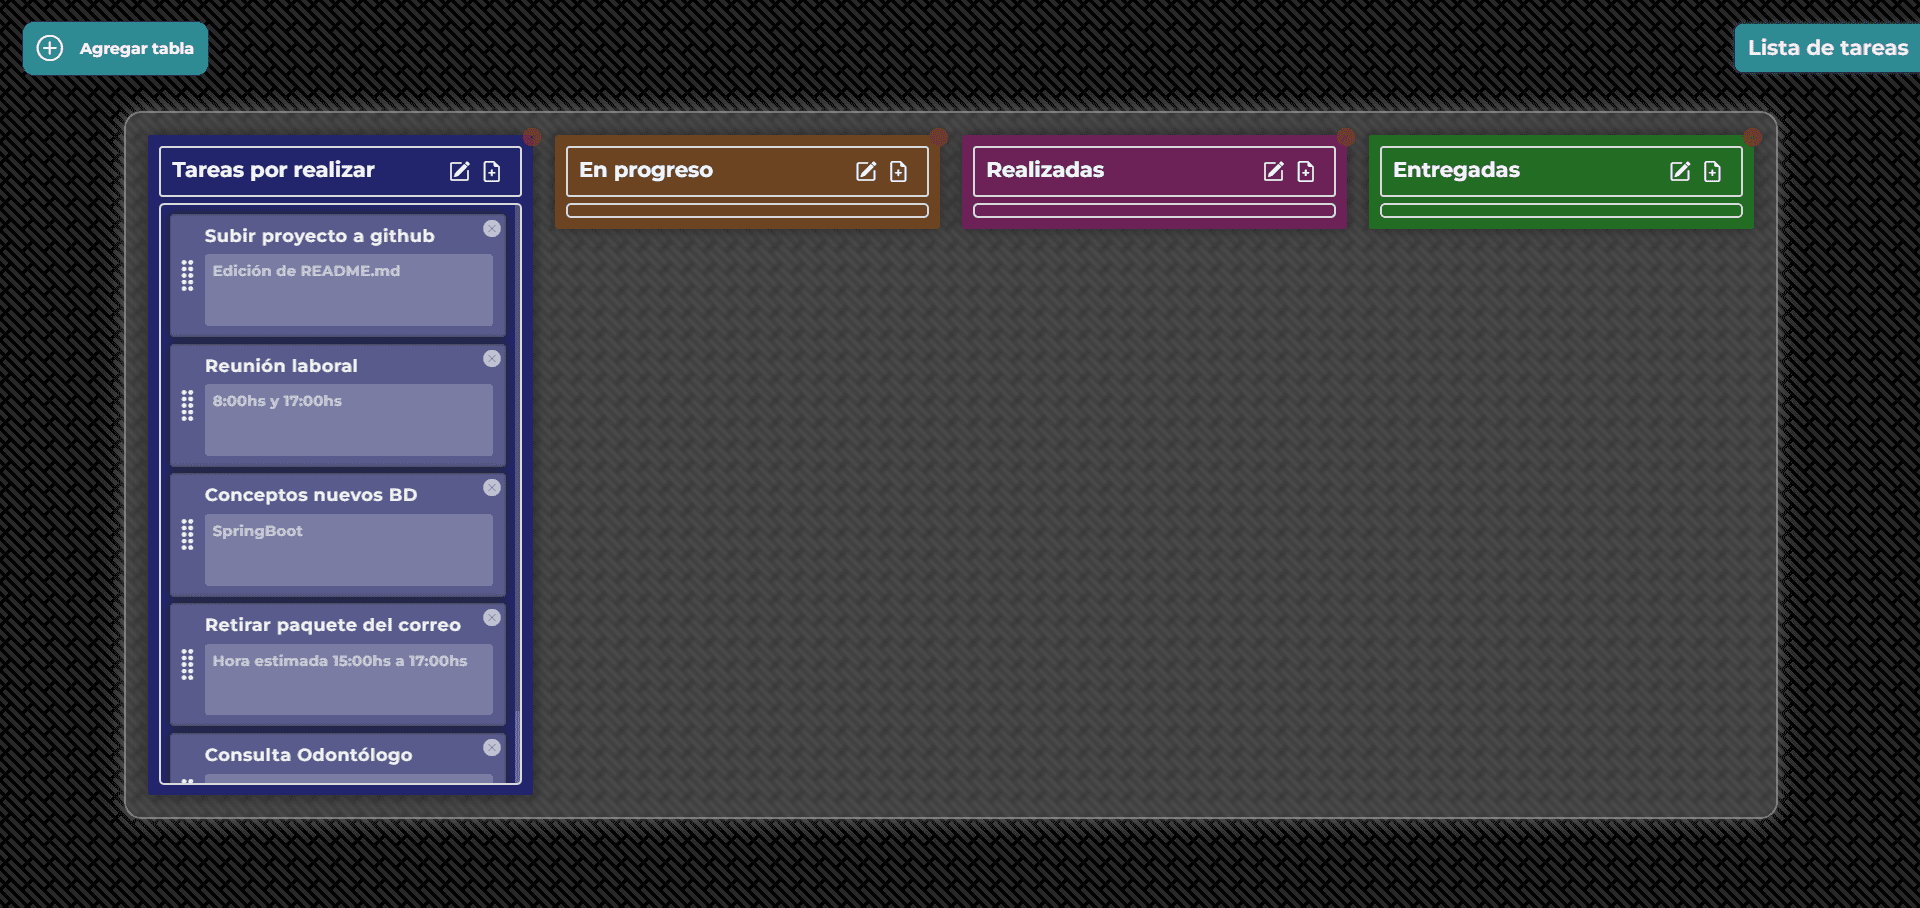 Agregar tabla
Lista de tareas
Tareas por realizar
Subir proyecto a github
Edición de README.md
Reunión laboral
8:00hs y 17:00hs
Conceptos nuevos BD
SpringBoot
Retirar paquete del correo
Hora estimada 15:00hs a 17:00hs
Consulta Odontólogo
En progreso
Realizadas
Entregadas